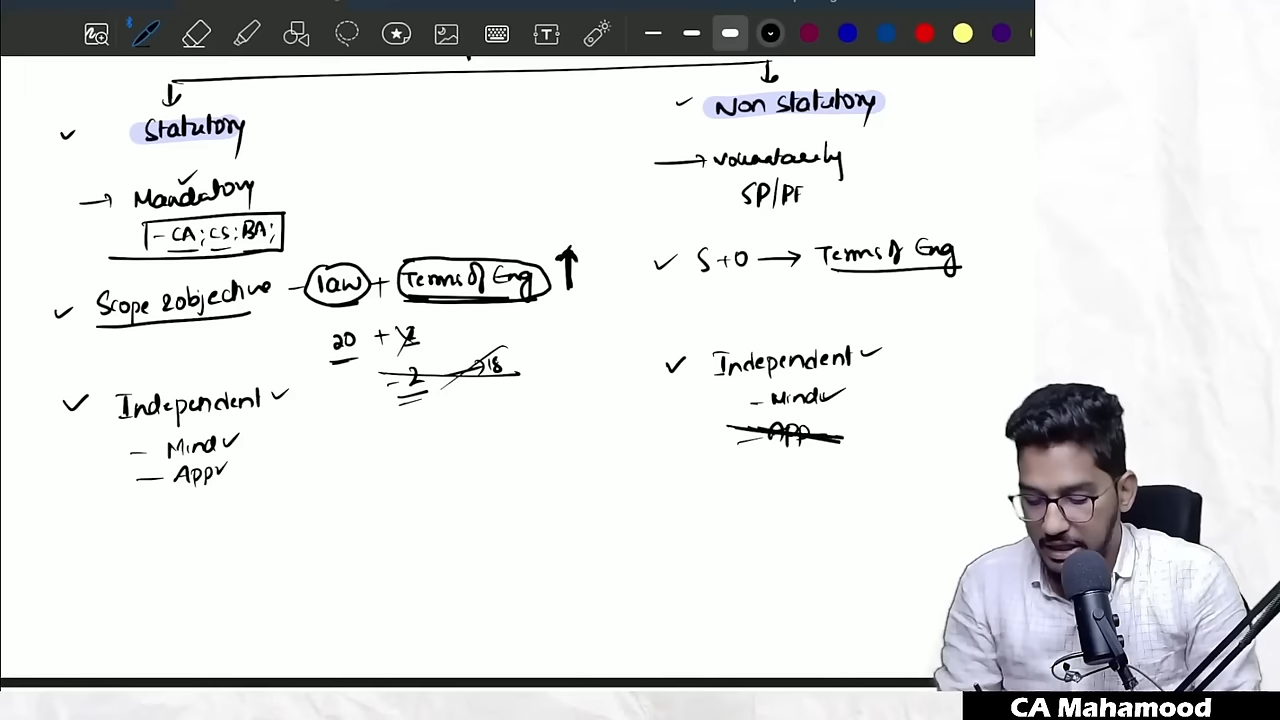 Statutory
→ Mandatory
- CA; CS; BA;
Scope & objective - law + Terms of Eng ↑
20 + 2
- 2 → 18
Independent
- Mind
- App
Non Statutory
→ Voluntarily
SP/PF
S+O → Terms of Eng
Independent
- Mind
- App
CA Mahamood